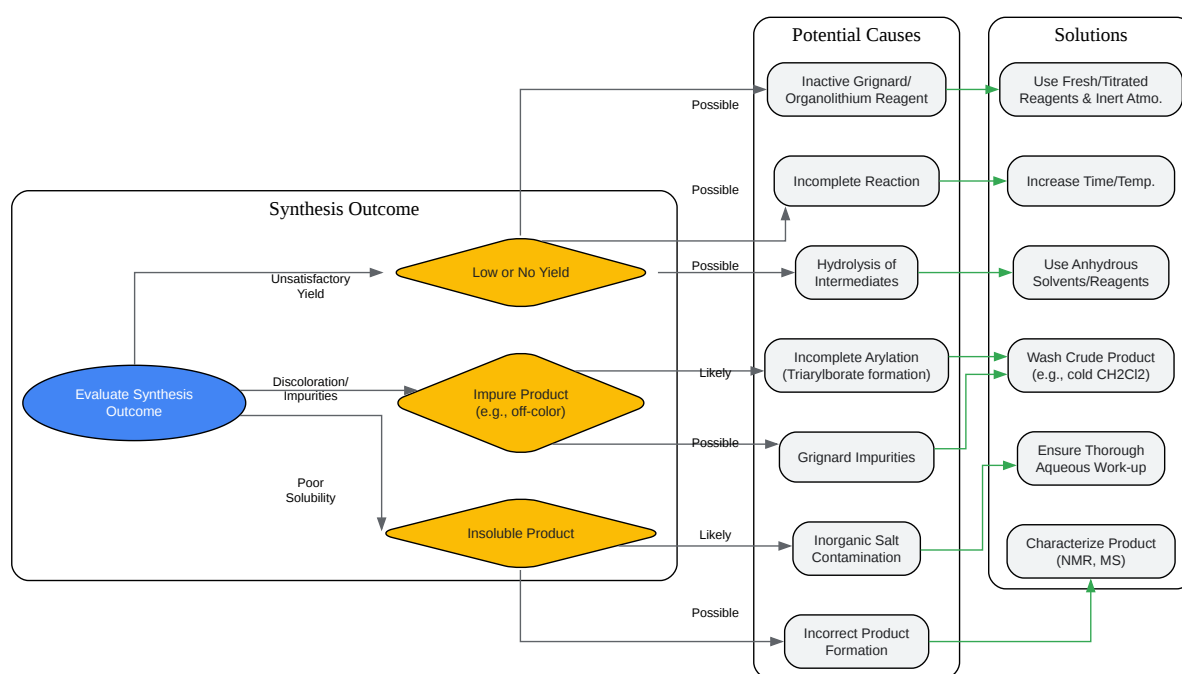 Potential Causes
Solutions
Inactive Grignard/
Organolithium Reagent
Use Fresh/Titrated
Reagents & Inert Atmo.
Possible
Incomplete Reaction
Increase Time/Temp.
Possible
Synthesis Outcome
Low or No Yield
Possible
Hydrolysis of
Intermediates
Use Anhydrous
Solvents/Reagents
Unsatisfactory
Yield
Evaluate Synthesis
Outcome
Discoloration/
Impurities
Impure Product
(e.g., off-color)
Likely
Incomplete Arylation
(Triarylborate formation)
Wash Crude Product
(e.g., cold CH2Cl2)
Possible
Grignard Impurities
Ensure Thorough
Aqueous Work-up
Poor
Solubility
Insoluble Product
Likely
Inorganic Salt
Contamination
Characterize Product
(NMR, MS)
Possible
Incorrect Product
Formation